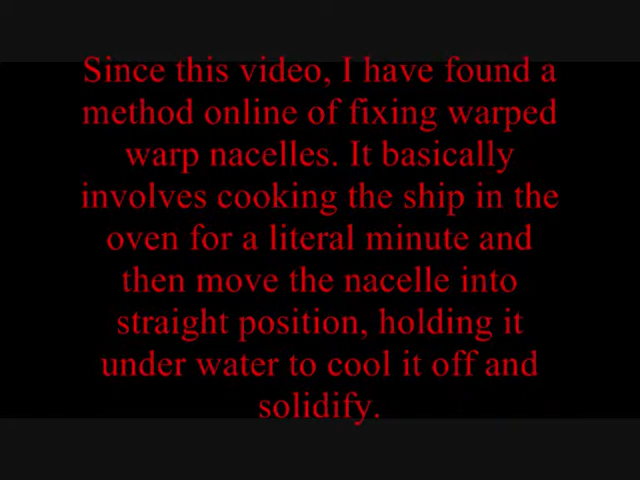 Since this video, I have found a
method online of fixing warped
warp nacelles. It basically
involves cooking the ship in the
oven for a literal minute and
then move the nacelle into
straight position, holding it
under water to cool it off and
solidify.